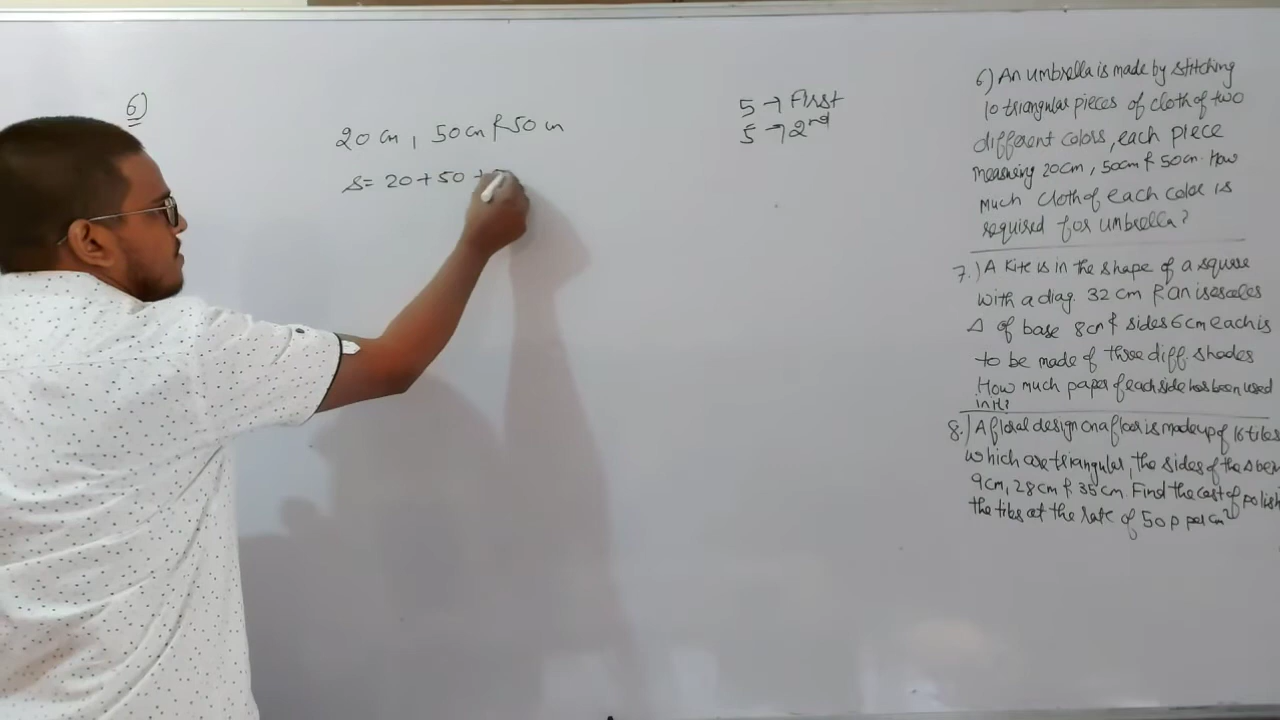 6)
20 cm, 50 cm & 50 cm
s= 20+50+
5 → First
5 → 2nd
6) An umbrella is made by stitching
10 triangular pieces of cloth of two
different colors, each piece
measuring 20cm, 50cm & 50cm. How
much cloth of each color is
required for umbrella?
7.) A kite is in the shape of a square
with a diag. 32 cm & an isosceles
Δ of base 8cm & sides 6cm each is
to be made of three diff. shades
How much paper of each side has been used
in it?
8.) A floral design on a floor is made up of 16 tiles
which are triangular, the sides of the Δ bein
9cm, 28cm & 35cm. Find the cost of polish
the tiles at the rate of 50p per cm²